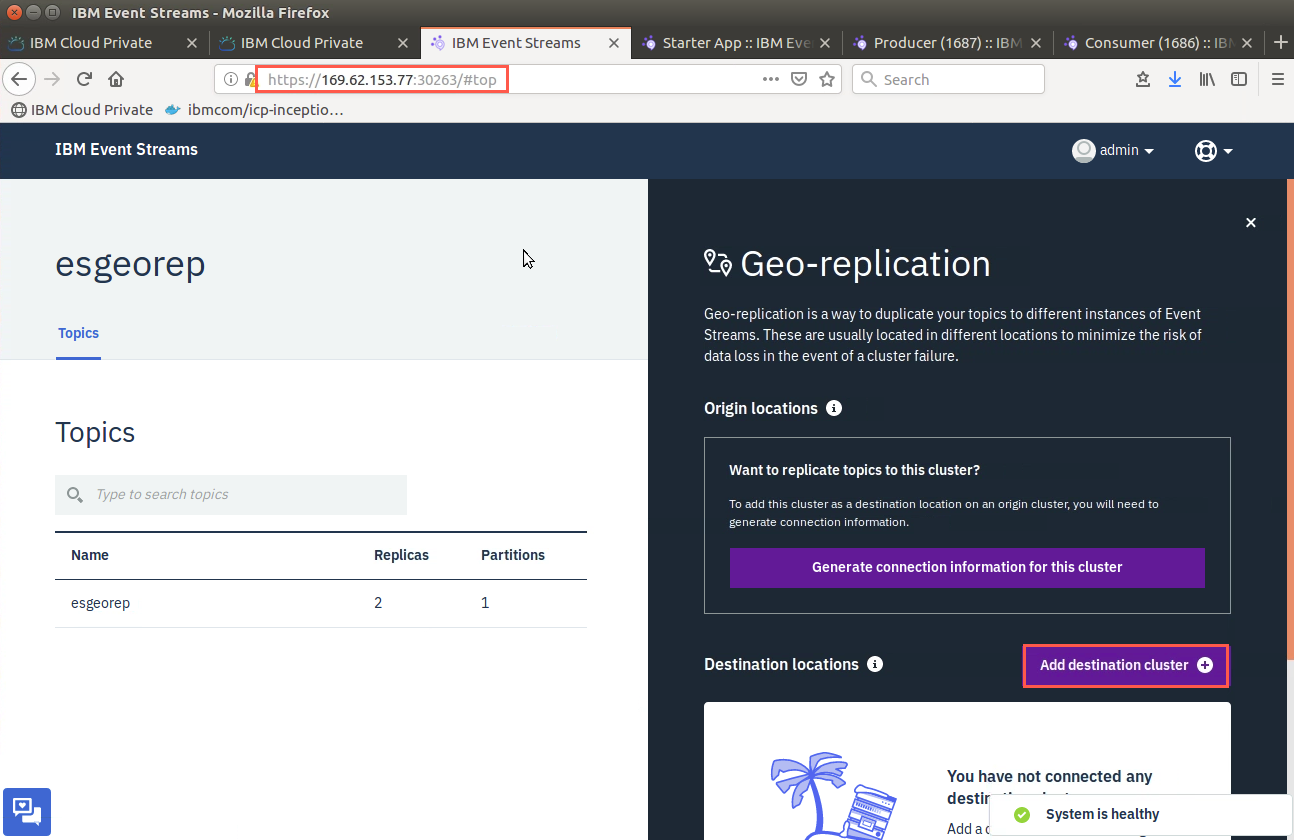 IBM Event Streams - Mozilla Firefox
IBM Cloud Private
IBM Cloud Private
IBM Event Streams
Starter App :: IBM Eve
Producer (1687) :: IBM
Consumer (1686) :: IBM
https://169.62.153.77:30263/#top
Search
IBM Cloud Private
ibmcom/icp-inceptio…
IBM Event Streams
admin
esgeorep
Topics
Topics
Type to search topics
Name Replicas Partitions
esgeorep 2 1
Geo-replication
Geo-replication is a way to duplicate your topics to different instances of Event
Streams. These are usually located in different locations to minimize the risk of
data loss in the event of a cluster failure.
Origin locations
Want to replicate topics to this cluster?
To add this cluster as a destination location on an origin cluster, you will need to
generate connection information.
Generate connection information for this cluster
Destination locations
Add destination cluster
You have not connected any
Add a
System is healthy